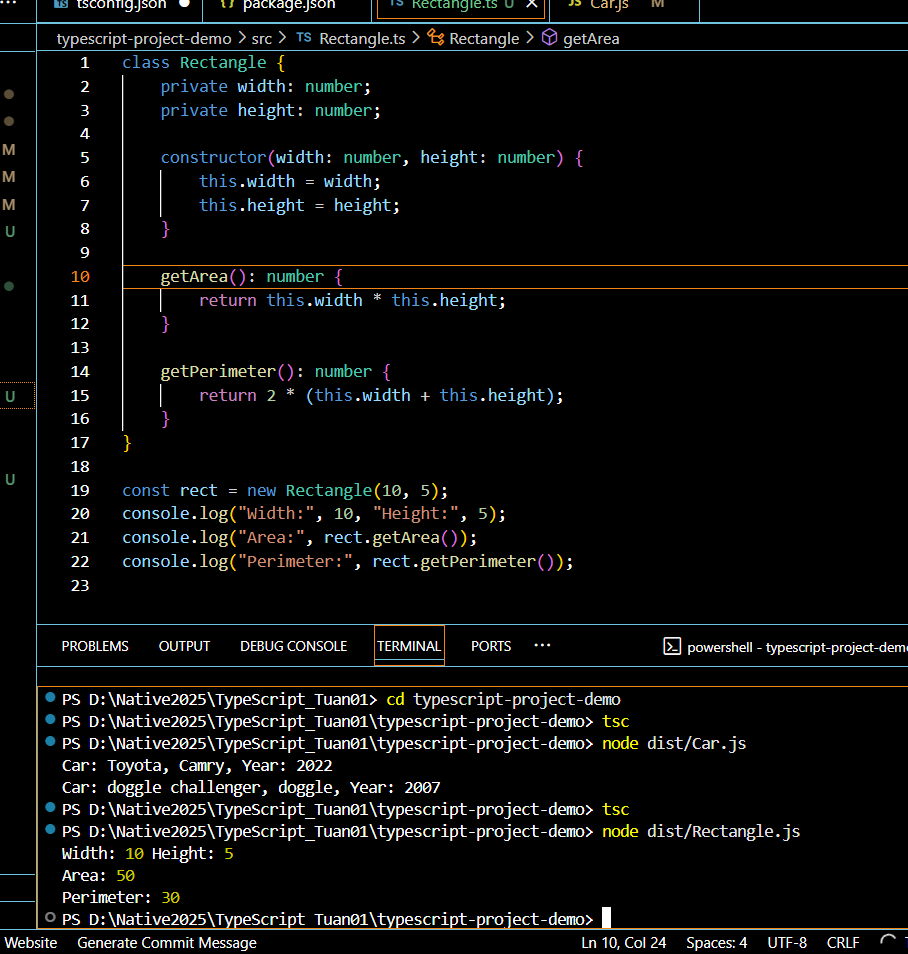 ··· TS tsconfig.json ● {} package.json TS Rectangle.ts U × JS Car.js M
typescript-project-demo > src > TS Rectangle.ts > Rectangle > getArea
1 class Rectangle {
2     private width: number;
3     private height: number;
4
5     constructor(width: number, height: number) {
6         this.width = width;
7         this.height = height;
8     }
9
10     getArea(): number {
11         return this.width * this.height;
12     }
13
14     getPerimeter(): number {
15         return 2 * (this.width + this.height);
16     }
17 }
18
19 const rect = new Rectangle(10, 5);
20 console.log("Width:", 10, "Height:", 5);
21 console.log("Area:", rect.getArea());
22 console.log("Perimeter:", rect.getPerimeter());
23
M
M
M
U
U
U
PROBLEMS OUTPUT DEBUG CONSOLE TERMINAL PORTS ··· powershell - typescript-project-demo
PS D:\Native2025\TypeScript_Tuan01> cd typescript-project-demo
PS D:\Native2025\TypeScript_Tuan01\typescript-project-demo> tsc
PS D:\Native2025\TypeScript_Tuan01\typescript-project-demo> node dist/Car.js
Car: Toyota, Camry, Year: 2022
Car: doggle challenger, doggle, Year: 2007
PS D:\Native2025\TypeScript_Tuan01\typescript-project-demo> tsc
PS D:\Native2025\TypeScript_Tuan01\typescript-project-demo> node dist/Rectangle.js
Width: 10 Height: 5
Area: 50
Perimeter: 30
PS D:\Native2025\TypeScript_Tuan01\typescript-project-demo>
Website Generate Commit Message Ln 10, Col 24 Spaces: 4 UTF-8 CRLF